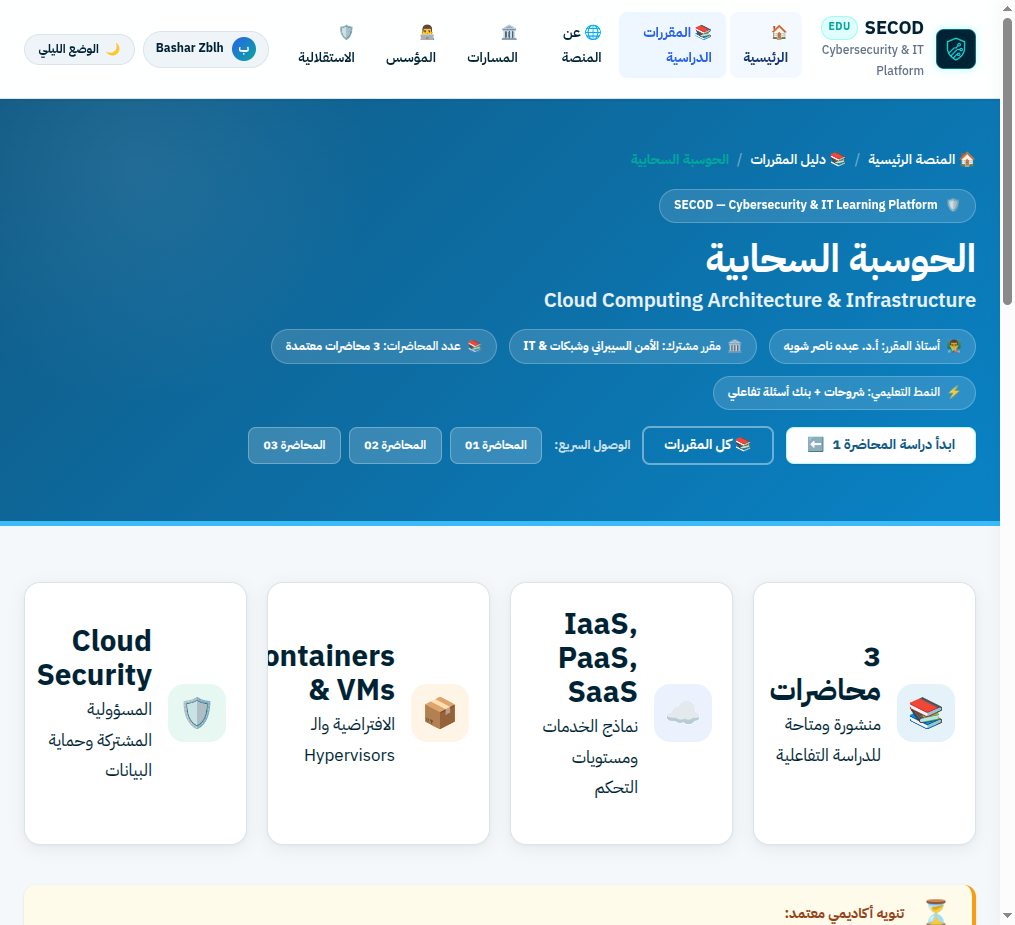 SECOD EDU
Cybersecurity & IT
Platform
الرئيسية
المقررات
الدراسية
عن
المنصة
المسارات
المؤسس
الاستقلالية
ب Bashar Zblh
الوضع الليلي
المنصة الرئيسية / دليل المقررات / الحوسبة السحابية
SECOD — Cybersecurity & IT Learning Platform
الحوسبة السحابية
Cloud Computing Architecture & Infrastructure
أستاذ المقرر: أ.د. عبده ناصر شويه
مقرر مشترك: الأمن السيبراني وشبكات & IT
عدد المحاضرات: 3 محاضرات معتمدة
النمط التعليمي: شروحات + بنك أسئلة تفاعلي
ابدأ دراسة المحاضرة 1
كل المقررات
الوصول السريع:
المحاضرة 01
المحاضرة 02
المحاضرة 03
3
محاضرات
منشورة ومتاحة
للدراسة التفاعلية
IaaS,
PaaS,
SaaS
نماذج الخدمات
ومستويات
التحكم
ontainers
& VMs
الافتراضية والـ
Hypervisors
Cloud
Security
المسؤولية
المشتركة وحماية
البيانات
تنويه أكاديمي معتمد: